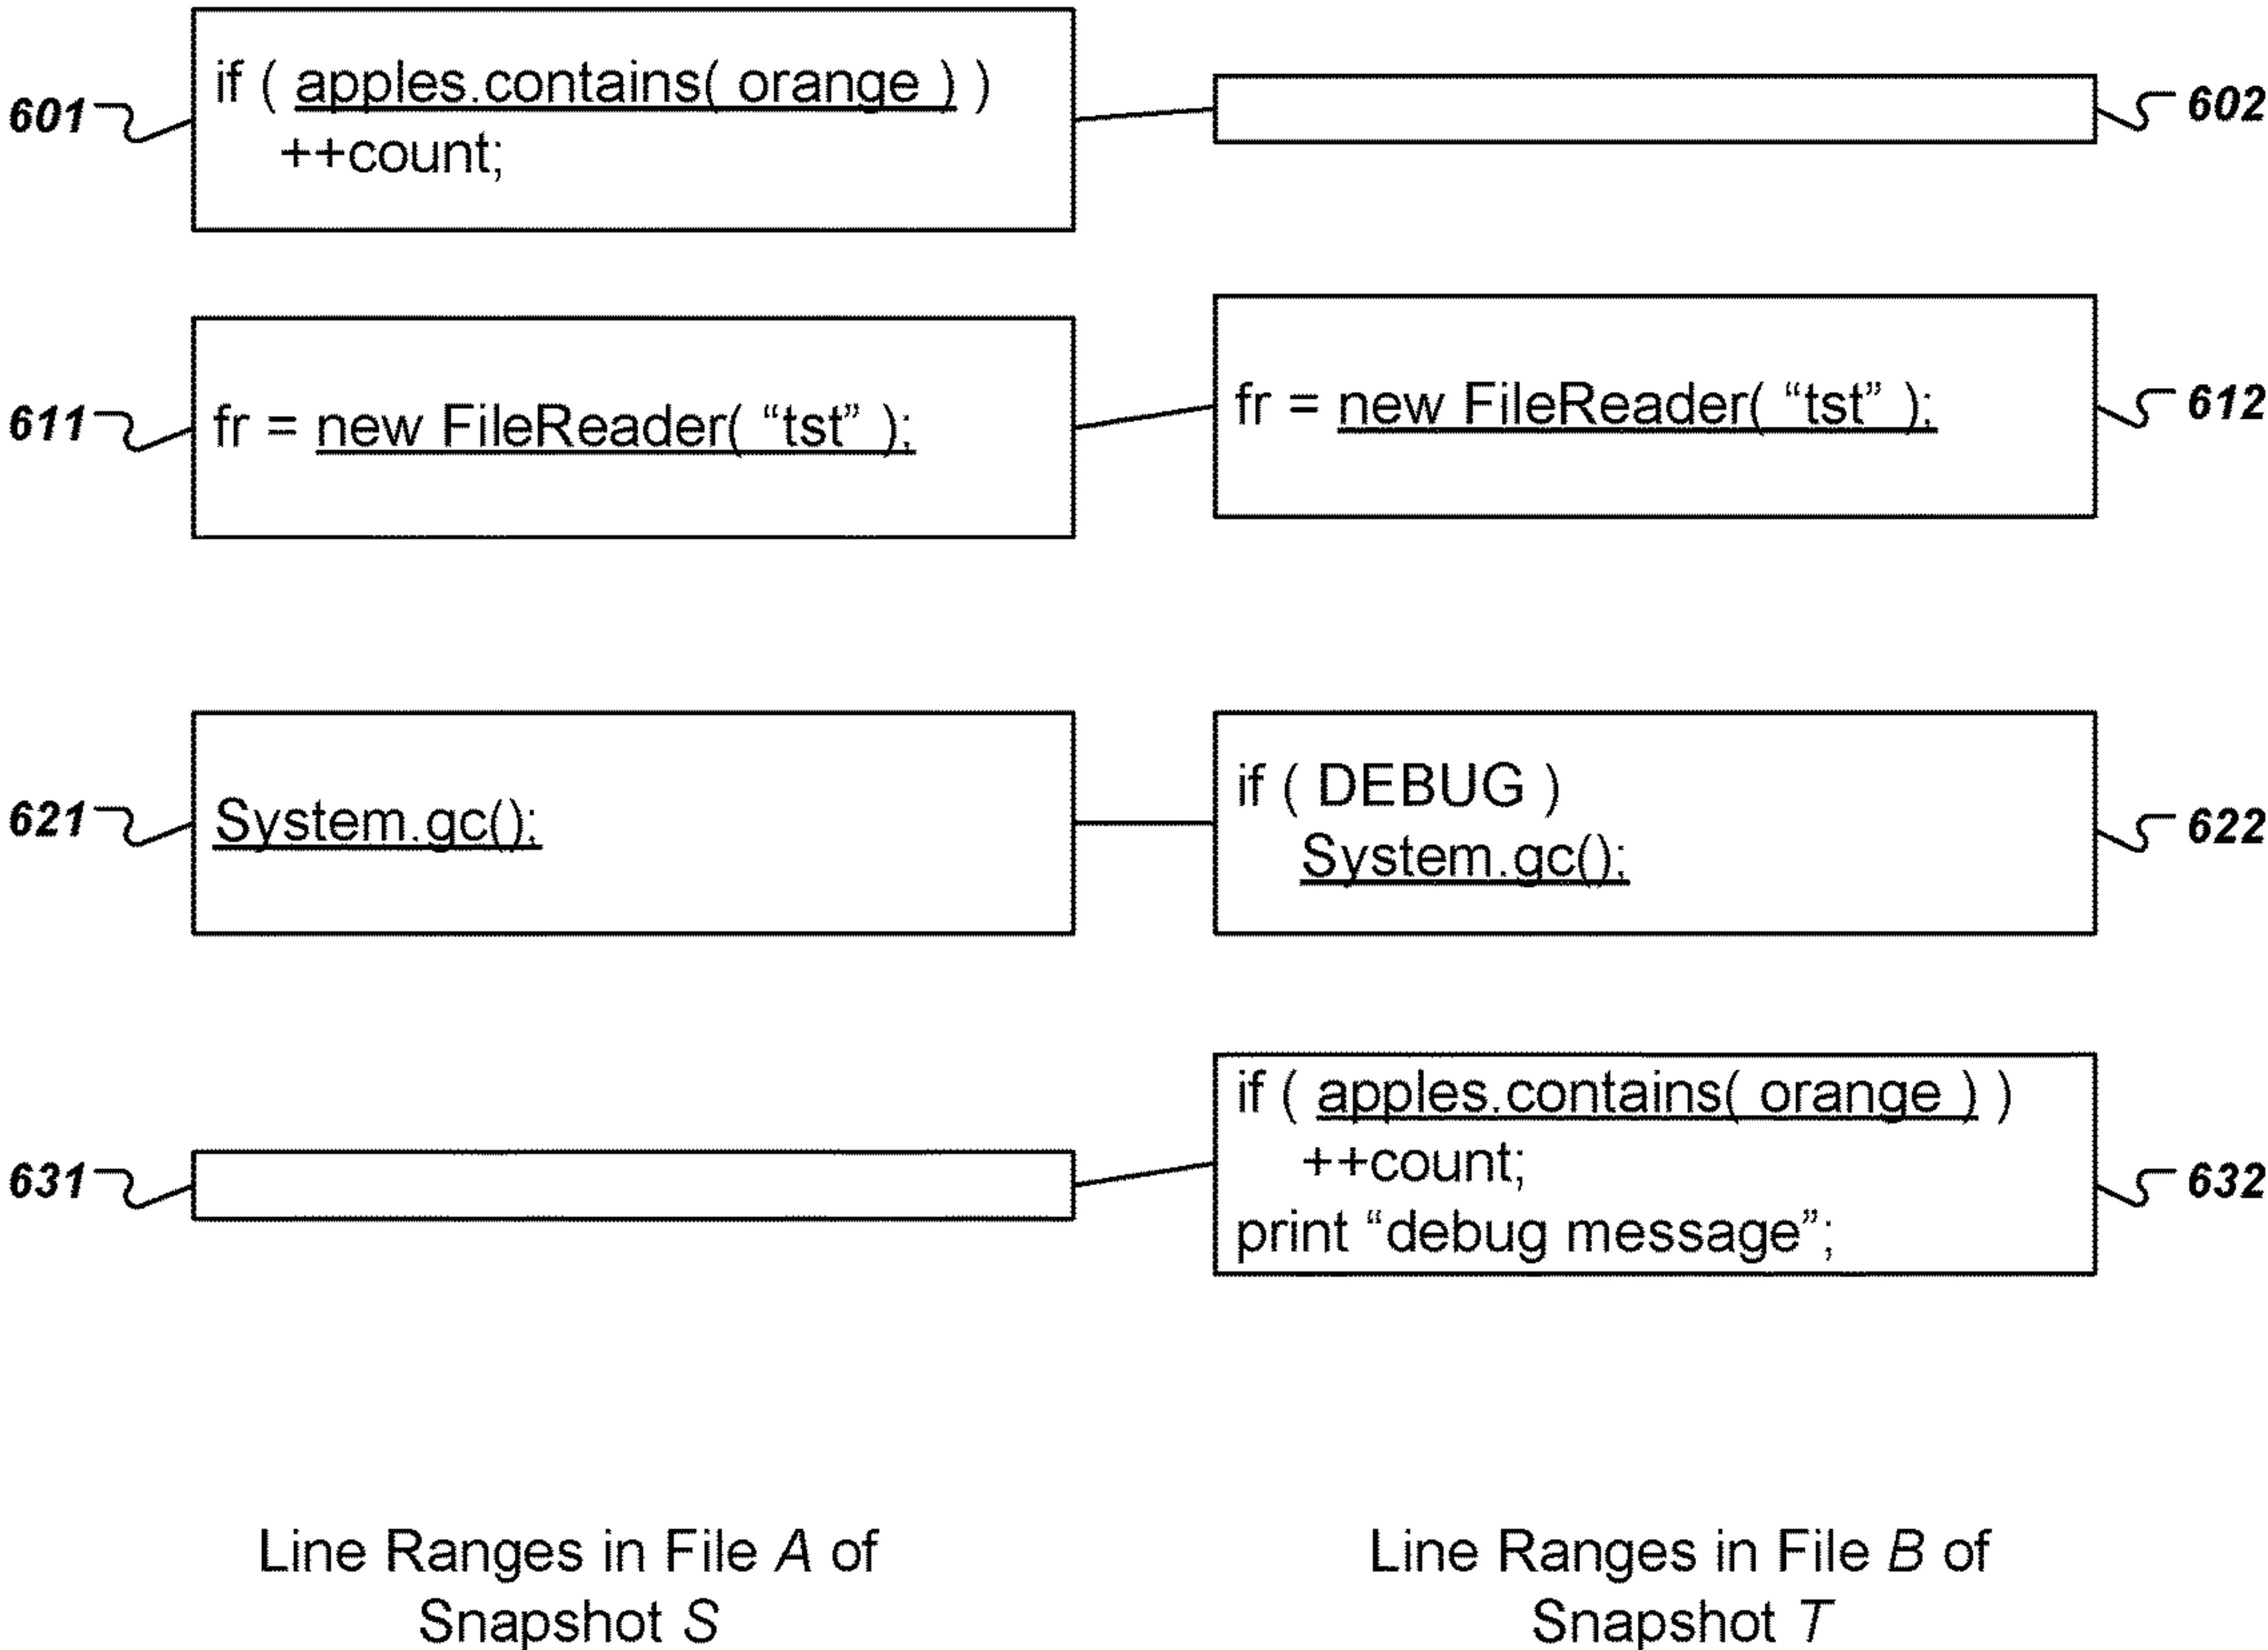 601
if ( apples.contains( orange ) )
++count;
602
611
fr = new FileReader( “tst” );
fr = new FileReader( “tst” );
612
621
System.gc();
if ( DEBUG )
System.gc();
622
631
if ( apples.contains( orange ) )
++count;
print “debug message”;
632
Line Ranges in File A of
Snapshot S
Line Ranges in File B of
Snapshot T